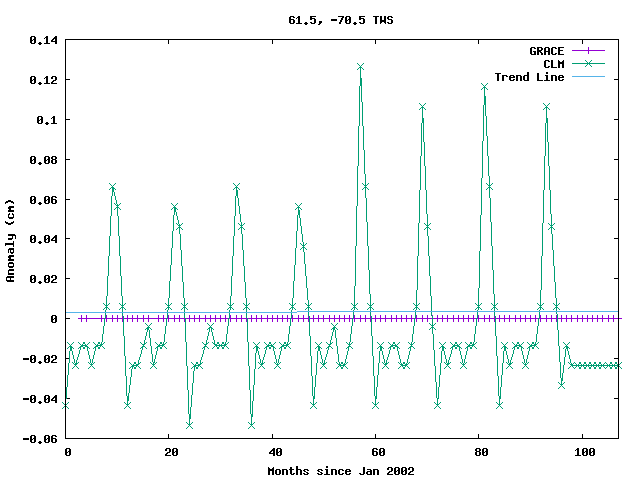 61.5, -70.5 TWS
GRACE
CLM
Trend Line
0.14
0.12
0.1
0.08
0.06
0.04
0.02
0
-0.02
-0.04
-0.06
Anomaly (cm)
0 20 40 60 80 100
Months since Jan 2002